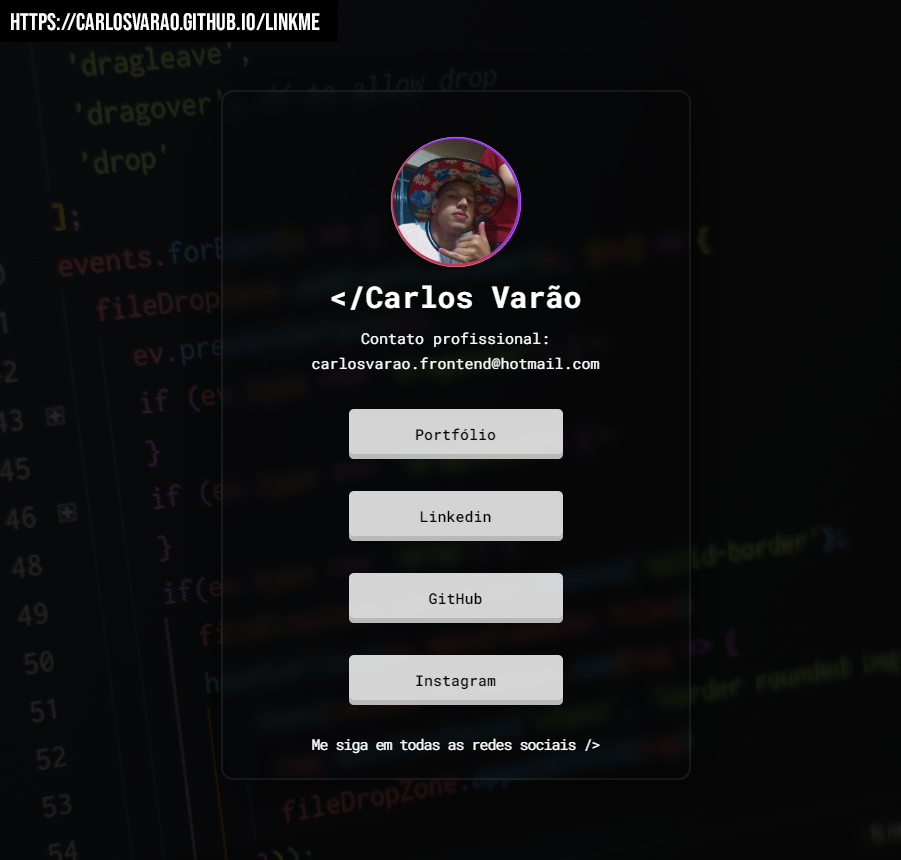 HTTPS://CARLOSVARAO.GITHUB.IO/LINKME
'dragleave',
'dragover', // to allow drop
'drop'
];
events.forE
fileDrop
ev.pre
if (e
}
if (e
}
if(e
</Carlos Varão
Contato profissional:
carlosvarao.frontend@hotmail.com
Portfólio
Linkedin
GitHub
Instagram
Me siga em todas as redes sociais />
43
45
46
48
49
50
51
52
53
54
fileDropZone.